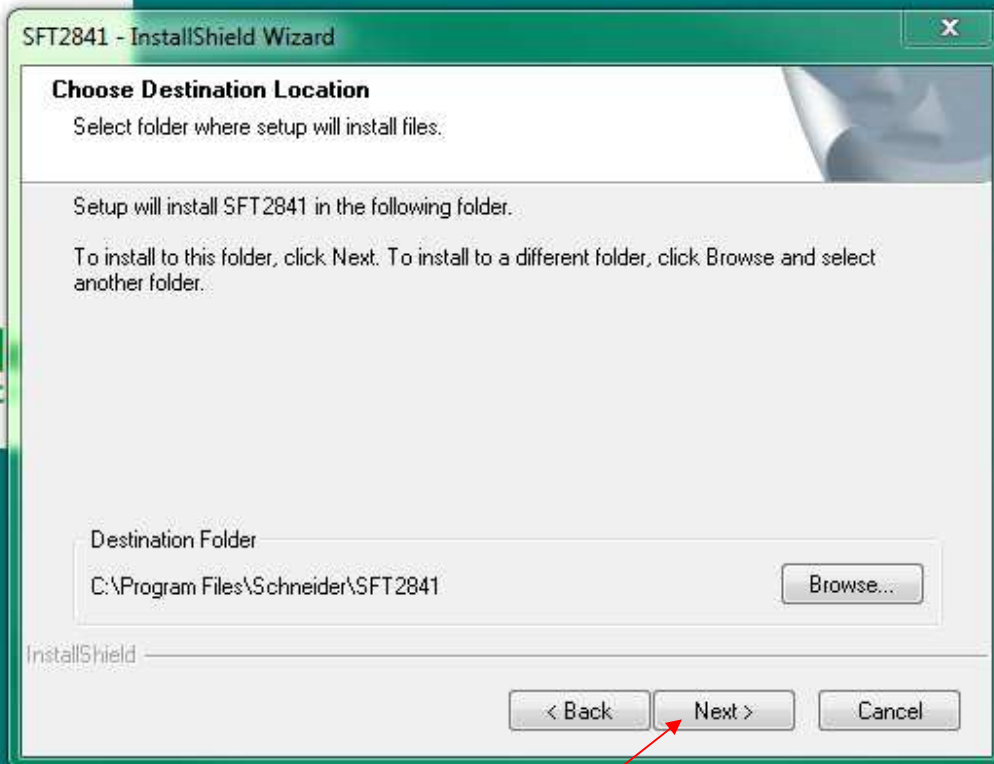 SFT2841 - InstallShield Wizard
Choose Destination Location
Select folder where setup will install files.
Setup will install SFT2841 in the following folder.
To install to this folder, click Next. To install to a different folder, click Browse and select
another folder.
Destination Folder
C:\Program Files\Schneider\SFT2841
Browse...
InstallShield
< Back
Next >
Cancel